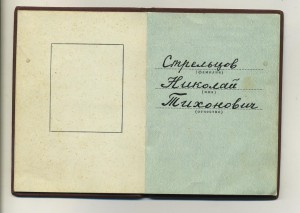 Стрельцов
(фамилия)
Николай
(имя)
Тихонович
(отчество)